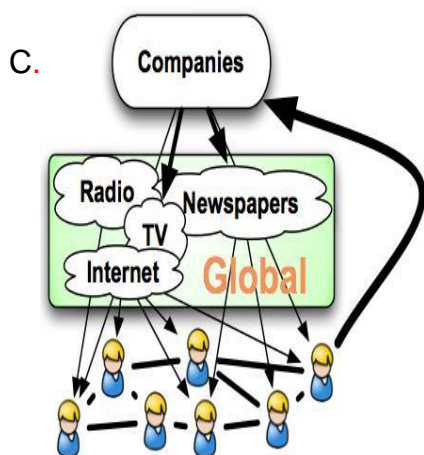 C.
Companies
Radio
Newspapers
TV
Internet
Global